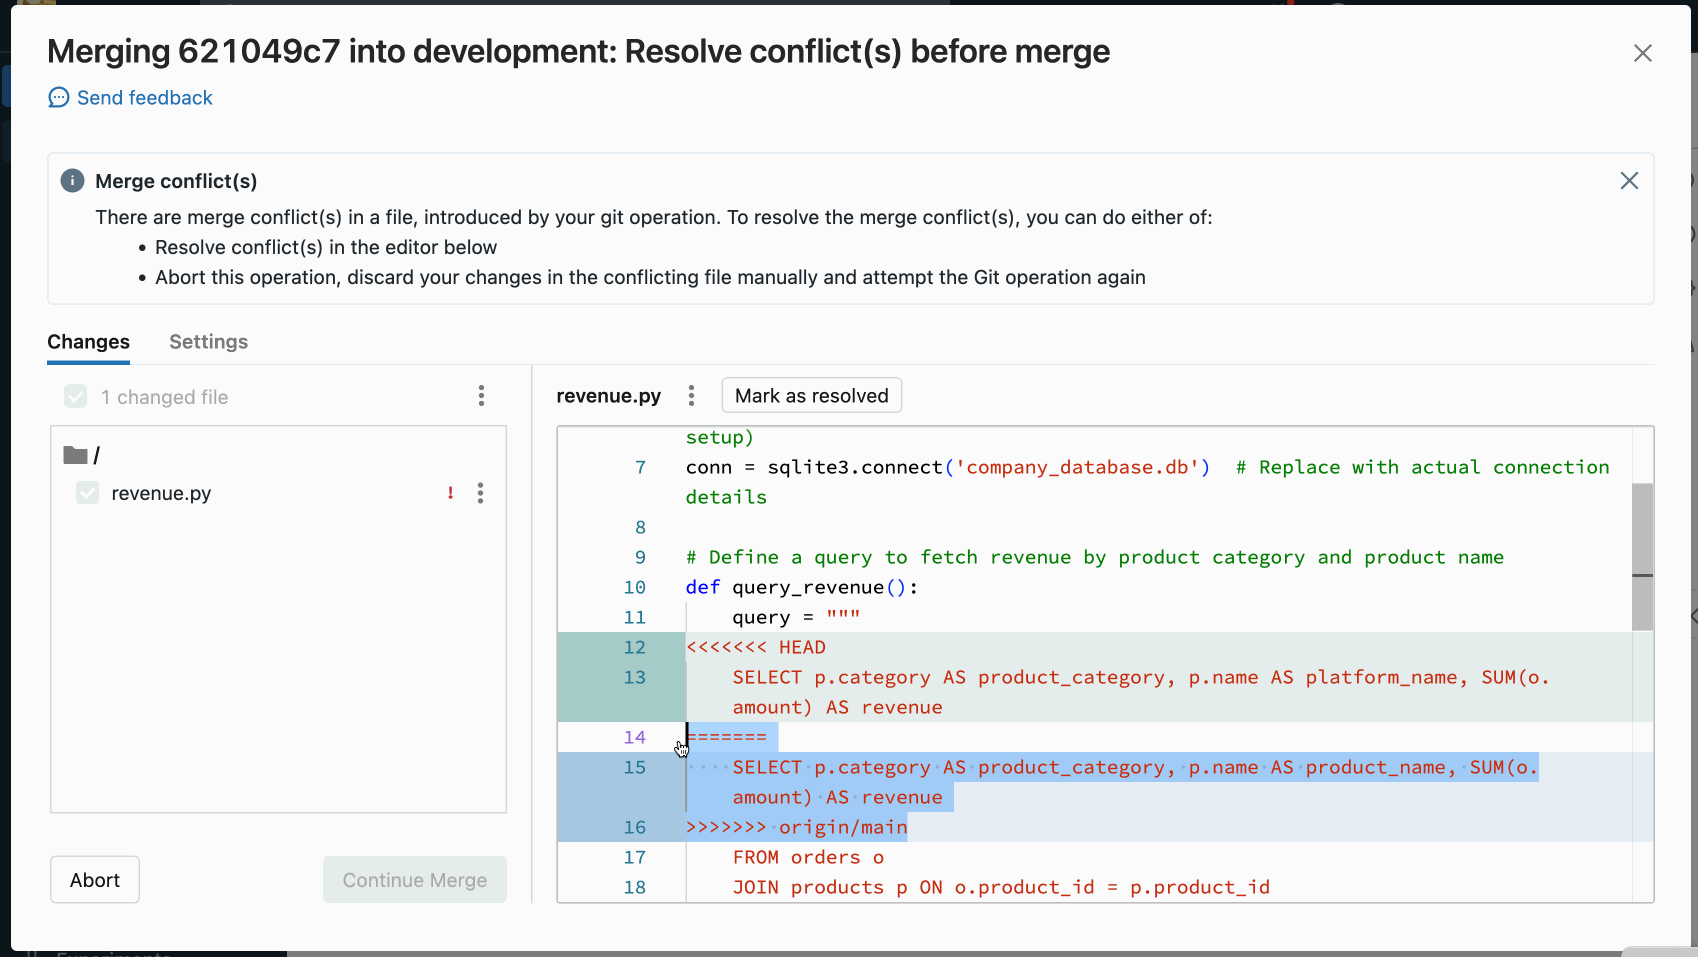 Merging 621049c7 into development: Resolve conflict(s) before merge
Send feedback
Merge conflict(s)
There are merge conflict(s) in a file, introduced by your git operation. To resolve the merge conflict(s), you can do either of:
• Resolve conflict(s) in the editor below
• Abort this operation, discard your changes in the conflicting file manually and attempt the Git operation again
Changes
Settings
1 changed file
/
revenue.py
!
Abort
Continue Merge
revenue.py
Mark as resolved
setup)
7 conn = sqlite3.connect('company_database.db')  # Replace with actual connection
details
8
9 # Define a query to fetch revenue by product category and product name
10 def query_revenue():
11     query = """
12 <<<<<<< HEAD
13     SELECT p.category AS product_category, p.name AS platform_name, SUM(o.
amount) AS revenue
14 =======
15     SELECT p.category AS product_category, p.name AS product_name, SUM(o.
amount) AS revenue
16 >>>>>>> origin/main
17     FROM orders o
18     JOIN products p ON o.product_id = p.product_id